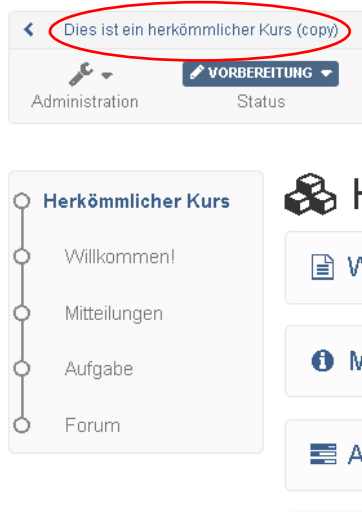 Dies ist ein herkömmlicher Kurs (copy)
VORBEREITUNG
Administration Status
Herkömmlicher Kurs
Willkommen!
Mitteilungen
Aufgabe
Forum